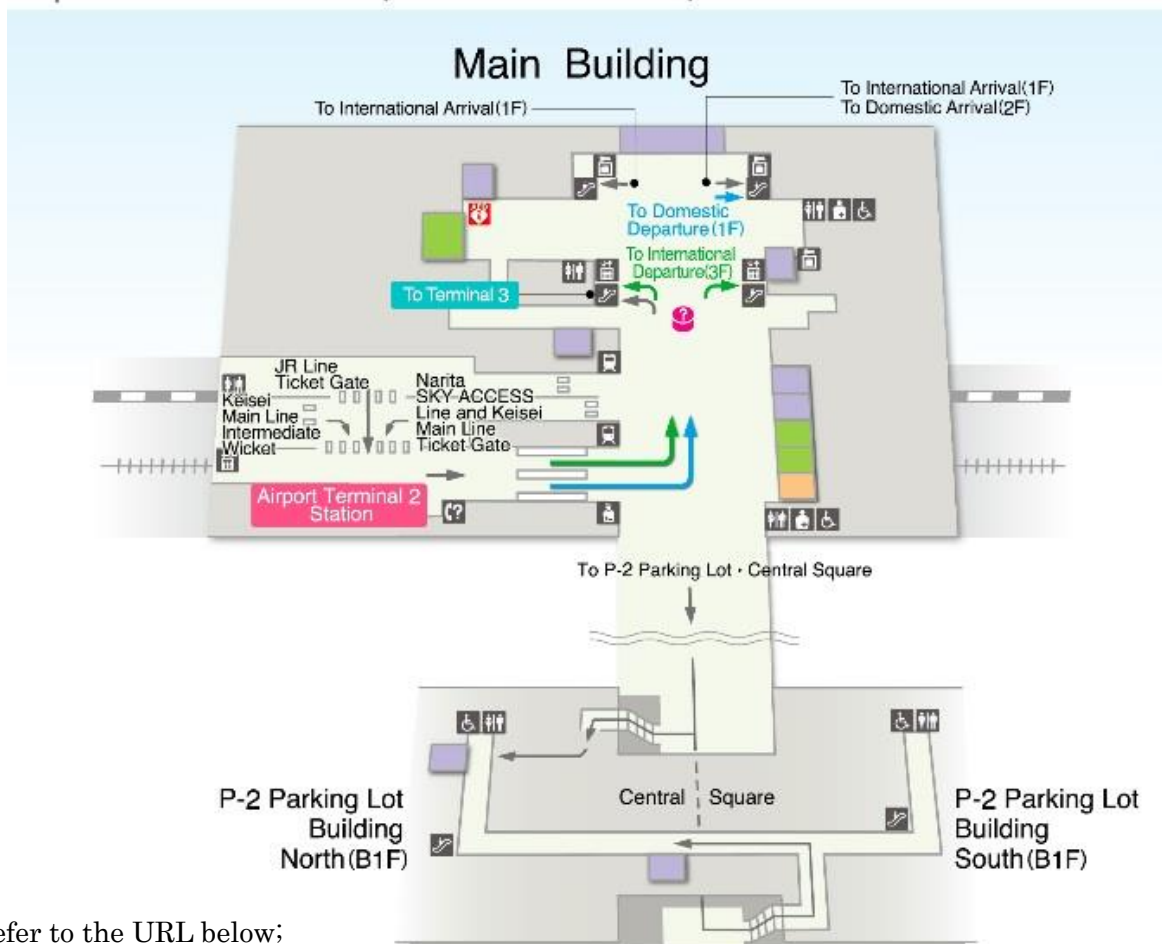 Main Building
To International Arrival(1F)
To International Arrival(1F)
To Domestic Arrival(2F)
To Domestic
Departure(1F)
To International
Departure(3F)
To Terminal 3
?
JR Line
Ticket Gate
Keisei
Main Line
Intermediate
Wicket
Narita
SKY ACCESS
Line and Keisei
Main Line
Ticket Gate
Airport Terminal 2
Station
?
To P-2 Parking Lot・Central Square
Central Square
P-2 Parking Lot
Building
North(B1F)
P-2 Parking Lot
Building
South(B1F)
efer to the URL below;